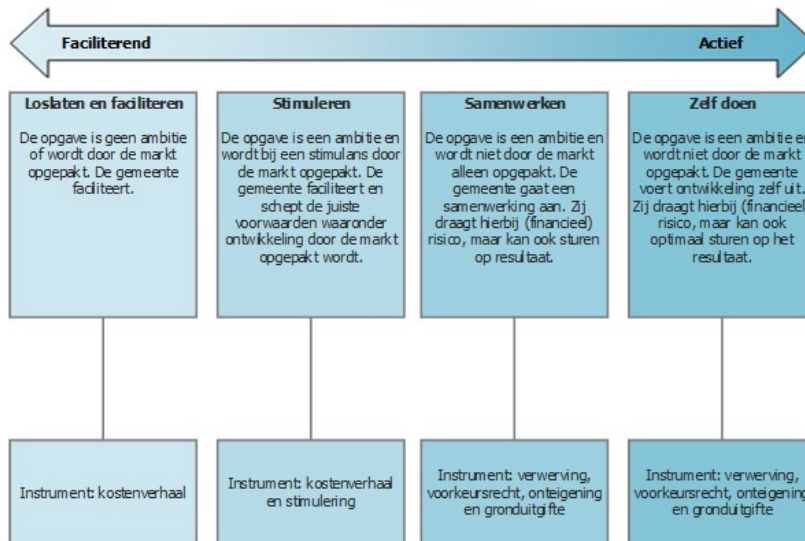 Faciliterend
Actief
Loslaten en faciliteren
De opgave is geen ambitie
of wordt door de markt
opgepakt. De gemeente
faciliteert.
Stimuleren
De opgave is een ambitie en
wordt bij een stimulans door
de markt opgepakt. De
gemeente faciliteert en
schept de juiste
voorwaarden waaronder
ontwikkeling door de markt
opgepakt wordt.
Samenwerken
De opgave is een ambitie en
wordt niet door de markt
alleen opgepakt. De
gemeente gaat een
samenwerking aan. Zij
draagt hierbij (financieel)
risico, maar kan ook sturen
op resultaat.
Zelf doen
De opgave is een ambitie en
wordt niet door de markt
opgepakt. De gemeente
voert ontwikkeling zelf uit.
Zij draagt hierbij (financieel)
risico, maar kan ook
optimaal sturen op het
resultaat.
Instrument: kostenverhaal
Instrument: kostenverhaal
en stimulering
Instrument: verwerving,
voorkeursrecht, onteigening
en gronduitgifte
Instrument: verwerving,
voorkeursrecht, onteigening
en gronduitgifte